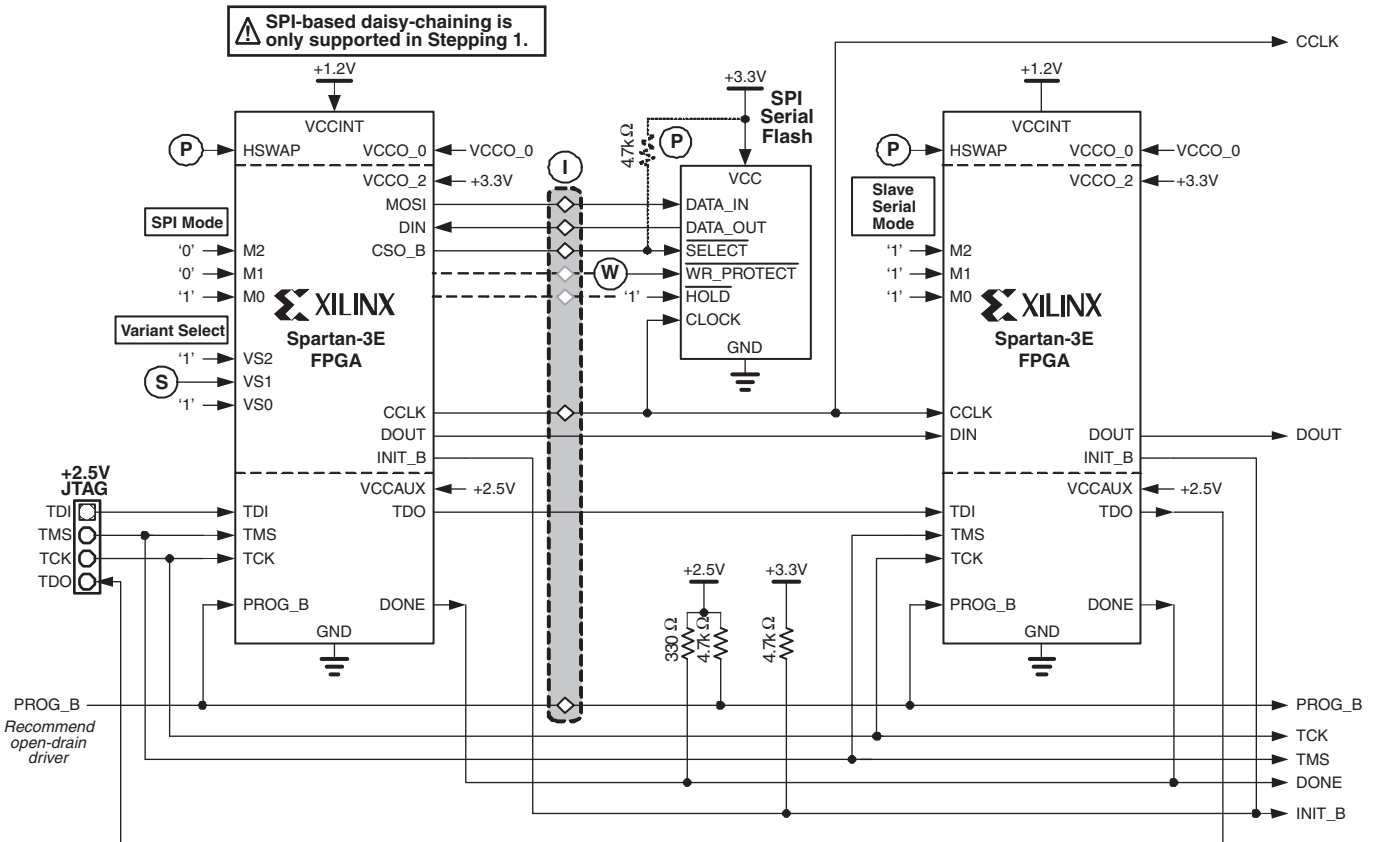 ⚠ SPI-based daisy-chaining is
only supported in Stepping 1.
CCLK
+1.2V
+3.3V
+1.2V
SPI
Serial
Flash
VCCINT
P
HSWAP
VCCO_0
VCCO_0
VCCO_2
+3.3V
MOSI
DIN
CSO_B
SPI Mode
'0'
M2
'0'
M1
'1'
M0
XILINX
Spartan-3E
FPGA
Variant Select
'1'
VS2
S
VS1
'1'
VS0
CCLK
DOUT
INIT_B
VCCAUX
+2.5V
TDO
TDI
TMS
TCK
PROG_B
DONE
GND
I
4.7kΩ
P
VCC
DATA_IN
DATA_OUT
SELECT
W
WR_PROTECT
'1'
HOLD
CLOCK
GND
VCCINT
P
HSWAP
VCCO_0
VCCO_0
VCCO_2
+3.3V
Slave
Serial
Mode
'1'
M2
'1'
M1
'1'
M0
XILINX
Spartan-3E
FPGA
CCLK
DIN
DOUT
DOUT
INIT_B
VCCAUX
+2.5V
TDI
TDO
TMS
TCK
PROG_B
DONE
GND
+2.5V
JTAG
TDI
TMS
TCK
TDO
+2.5V
+3.3V
330 Ω
4.7k Ω
4.7k Ω
PROG_B
Recommend
open-drain
driver
PROG_B
TCK
TMS
DONE
INIT_B